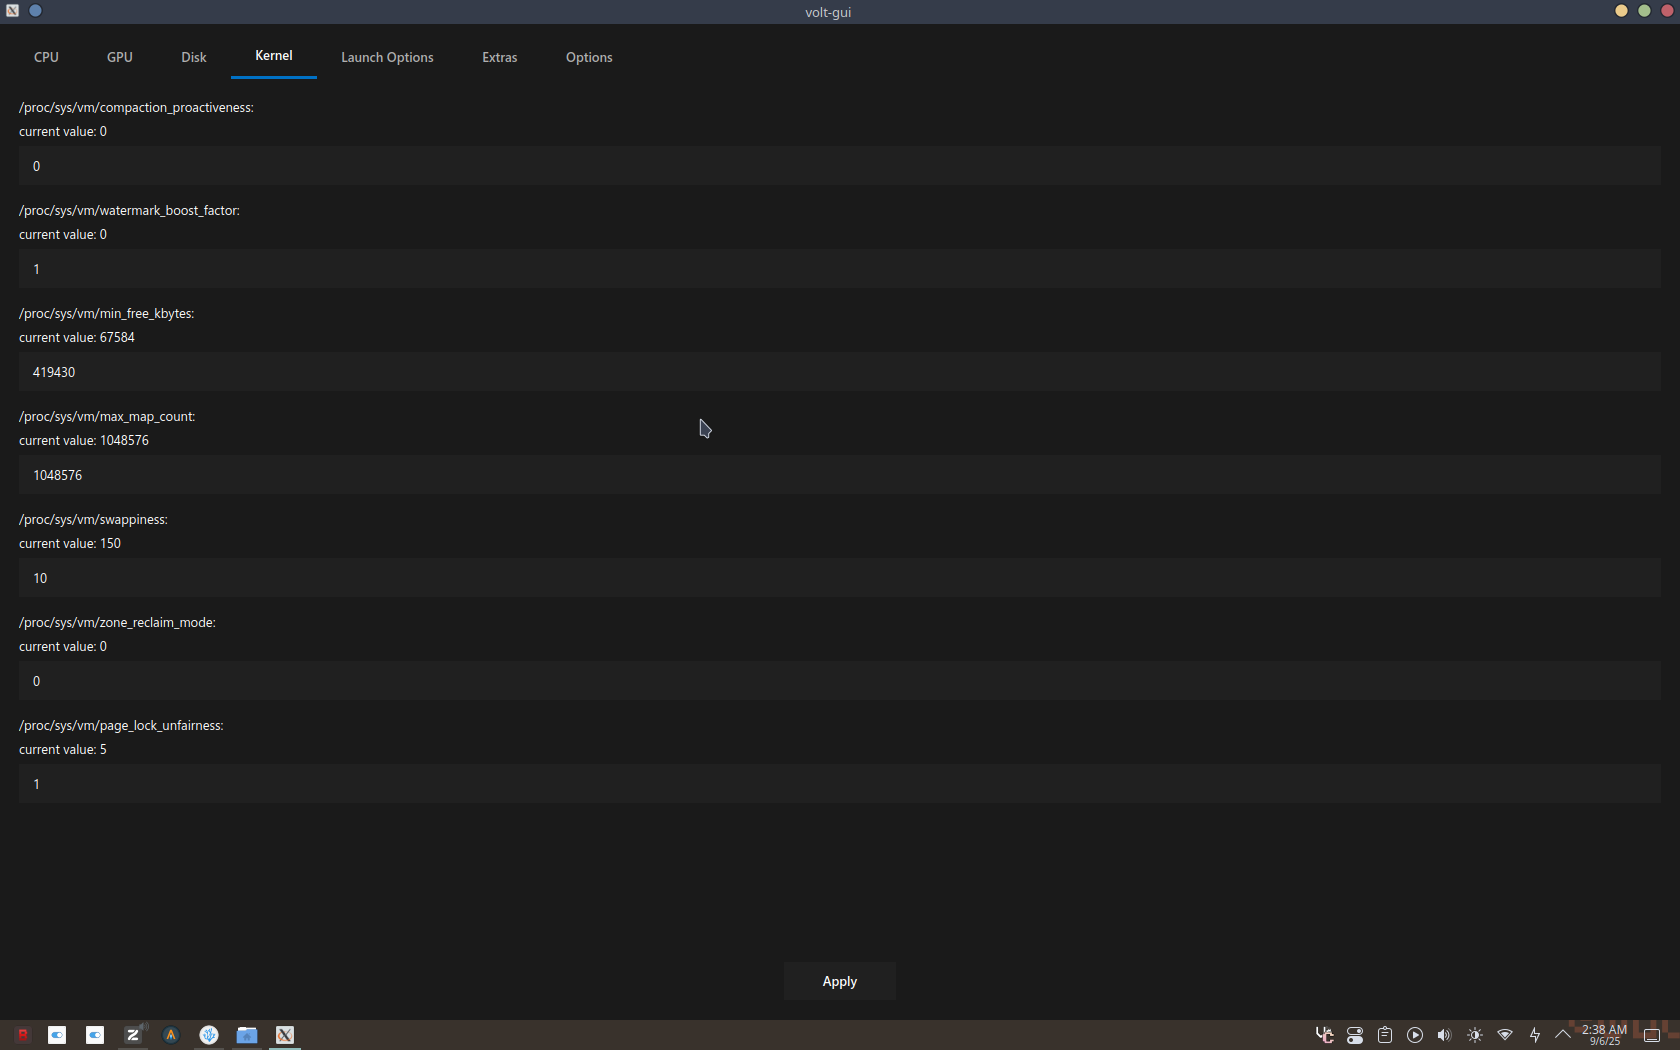 volt-gui
CPU GPU Disk Kernel Launch Options Extras Options
/proc/sys/vm/compaction_proactiveness:
current value: 0
0
/proc/sys/vm/watermark_boost_factor:
current value: 0
1
/proc/sys/vm/min_free_kbytes:
current value: 67584
419430
/proc/sys/vm/max_map_count:
current value: 1048576
1048576
/proc/sys/vm/swappiness:
current value: 150
10
/proc/sys/vm/zone_reclaim_mode:
current value: 0
0
/proc/sys/vm/page_lock_unfairness:
current value: 5
1
Apply
2:38 AM
9/6/25